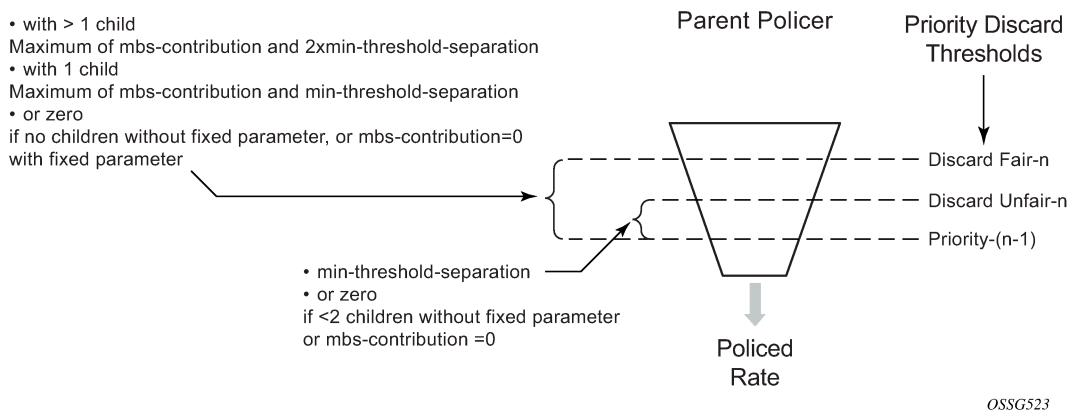 • with > 1 child
Maximum of mbs-contribution and 2xmin-threshold-separation
• with 1 child
Maximum of mbs-contribution and min-threshold-separation
• or zero
if no children without fixed parameter, or mbs-contribution=0
with fixed parameter
Parent Policer
Priority Discard
Thresholds
Discard Fair-n
Discard Unfair-n
Priority-(n-1)
• min-threshold-separation
• or zero
if <2 children without fixed parameter
or mbs-contribution =0
Policed
Rate
OSSG523